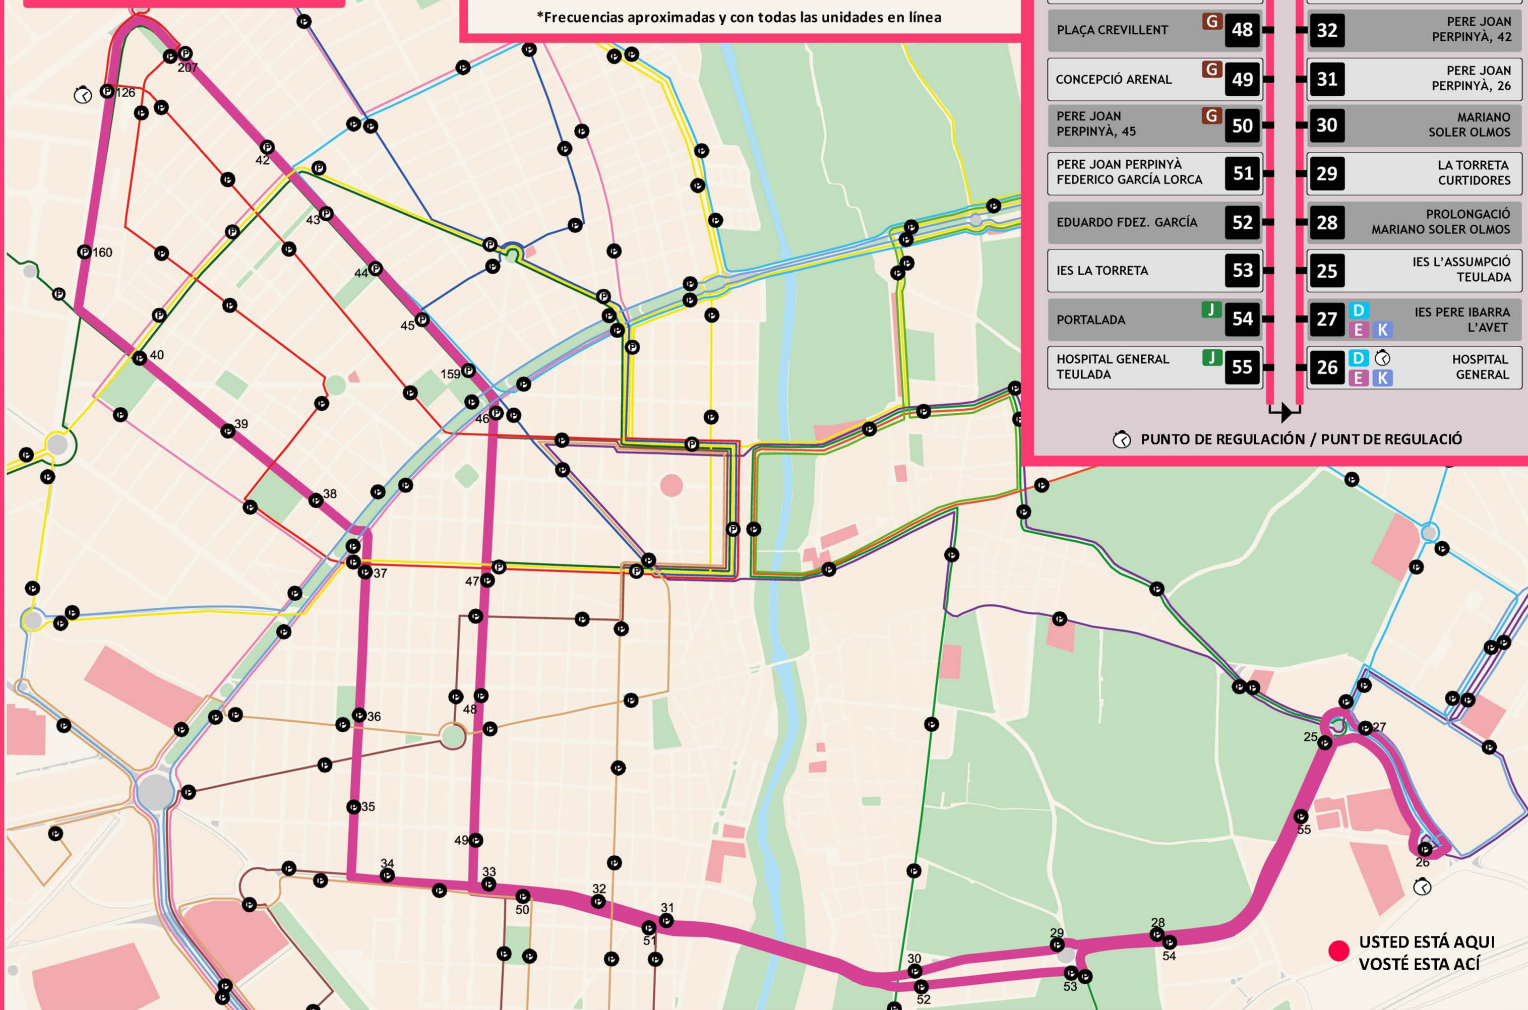 *Frecuencias aproximadas y con todas las unidades en línea
PLAÇA CREVILLENT G 48
CONCEPCIÓ ARENAL G 49
PERE JOAN
PERPINYÀ, 45 G 50
PERE JOAN PERPINYÀ
FEDERICO GARCÍA LORCA 51
EDUARDO FDEZ. GARCÍA 52
IES LA TORRETA 53
PORTALADA J 54
HOSPITAL GENERAL
TEULADA J 55
32 PERE JOAN
PERPINYÀ, 42
31 PERE JOAN
PERPINYÀ, 26
30 MARIANO
SOLER OLMOS
29 LA TORRETA
CURTIDORES
28 PROLONGACIÓ
MARIANO SOLER OLMOS
25 IES L'ASSUMPCIÓ
TEULADA
27 D IES PERE IBARRA
E K L'AVET
26 D HOSPITAL
E K GENERAL
PUNTO DE REGULACIÓN / PUNT DE REGULACIÓ
207
126
42
43
160
44
45
40
159
46
39
38
37
47
36
48
35
49
34
33
50
32
31
51
30
52
29
53
28
54
25
27
55
26
USTED ESTÁ AQUI
VOSTÉ ESTA ACÍ